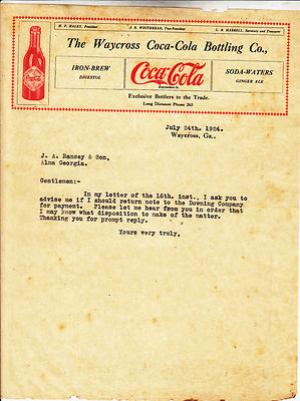 The Waycross Coca-Cola Bottling Co.,
IRON-BREW
Coca-Cola
SODA-WATERS
GINGER ALE
Exclusive Bottlers to the Trade.
Long Distance Phone 263
July 24th. 1924.
Waycross, Ga.,
J. A. Ramsey & Son,
Alma Georgia.
Gentlemen:-
In my letter of the 16th. inst., I ask you to
advise me if I should return note to the Downing Company
for payment. Please let me hear from you in order that
I may know what disposition to make of the matter.
Thanking you for prompt reply.
Yours very truly,